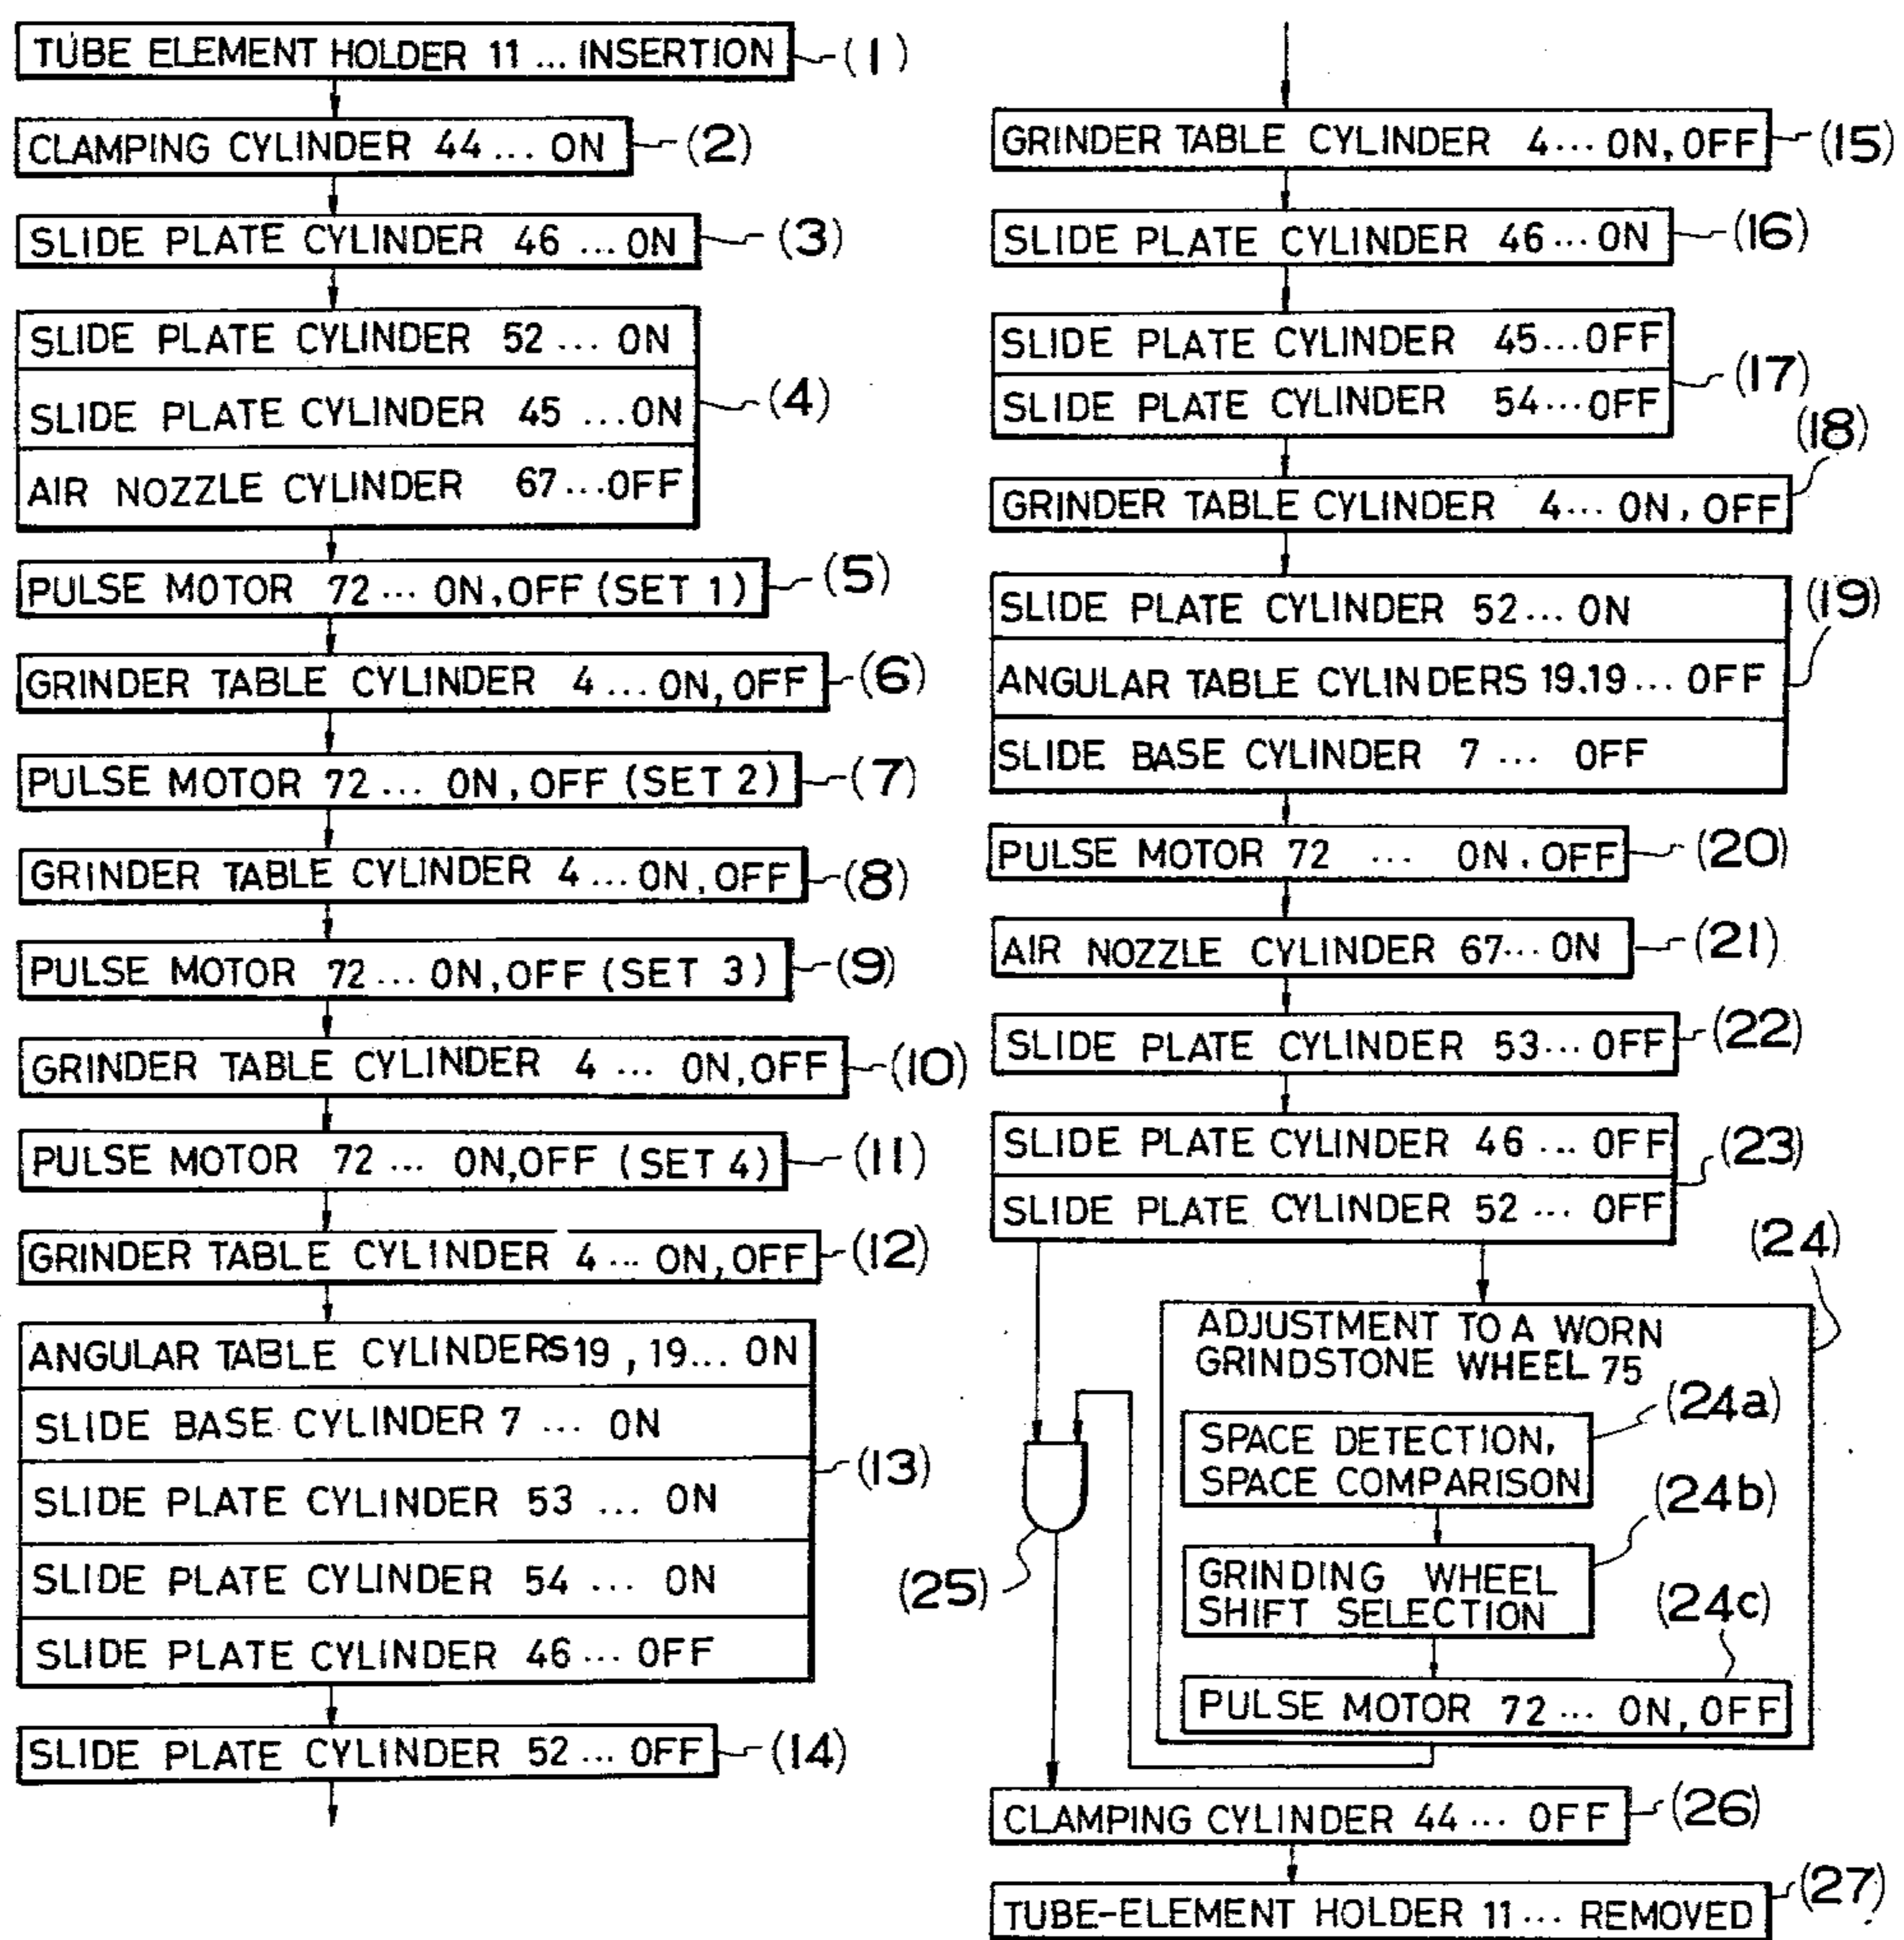 TUBE ELEMENT HOLDER 11 ... INSERTION (1)
CLAMPING CYLINDER 44 ... ON (2)
SLIDE PLATE CYLINDER 46 ... ON (3)
SLIDE PLATE CYLINDER 52 ... ON
SLIDE PLATE CYLINDER 45 ... ON (4)
AIR NOZZLE CYLINDER 67 ... OFF
PULSE MOTOR 72 ... ON, OFF (SET 1) (5)
GRINDER TABLE CYLINDER 4 ... ON, OFF (6)
PULSE MOTOR 72 ... ON, OFF (SET 2) (7)
GRINDER TABLE CYLINDER 4 ... ON, OFF (8)
PULSE MOTOR 72 ... ON, OFF (SET 3) (9)
GRINDER TABLE CYLINDER 4 ... ON, OFF (10)
PULSE MOTOR 72 ... ON, OFF (SET 4) (11)
GRINDER TABLE CYLINDER 4 ... ON, OFF (12)
ANGULAR TABLE CYLINDERS 19, 19 ... ON
SLIDE BASE CYLINDER 7 ... ON
SLIDE PLATE CYLINDER 53 ... ON (13)
SLIDE PLATE CYLINDER 54 ... ON
SLIDE PLATE CYLINDER 46 ... OFF
SLIDE PLATE CYLINDER 52 ... OFF (14)
GRINDER TABLE CYLINDER 4 ... ON, OFF (15)
SLIDE PLATE CYLINDER 46 ... ON (16)
SLIDE PLATE CYLINDER 45 ... OFF
SLIDE PLATE CYLINDER 54 ... OFF (17)
GRINDER TABLE CYLINDER 4 ... ON, OFF (18)
SLIDE PLATE CYLINDER 52 ... ON
ANGULAR TABLE CYLINDERS 19.19 ... OFF (19)
SLIDE BASE CYLINDER 7 ... OFF
PULSE MOTOR 72 ... ON, OFF (20)
AIR NOZZLE CYLINDER 67 ... ON (21)
SLIDE PLATE CYLINDER 53 ... OFF (22)
SLIDE PLATE CYLINDER 46 ... OFF
SLIDE PLATE CYLINDER 52 ... OFF (23)
(24)
ADJUSTMENT TO A WORN
GRINDSTONE WHEEL 75
(24a)
SPACE DETECTION,
SPACE COMPARISON
(24b)
GRINDING WHEEL
SHIFT SELECTION
(24c)
PULSE MOTOR 72 ... ON, OFF
(25)
CLAMPING CYLINDER 44 ... OFF (26)
TUBE-ELEMENT HOLDER 11 ... REMOVED (27)